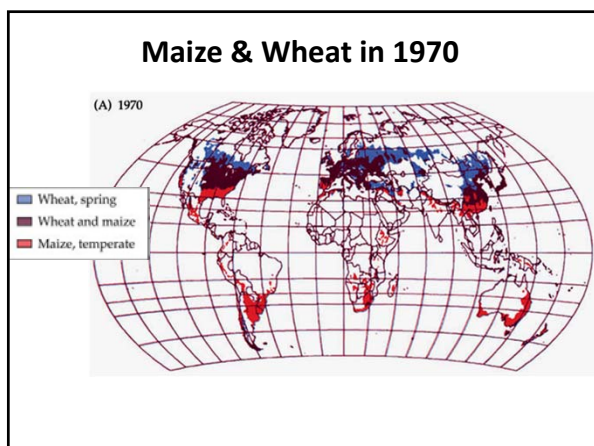 Maize & Wheat in 1970
(A) 1970
Wheat, spring
Wheat and maize
Maize, temperate